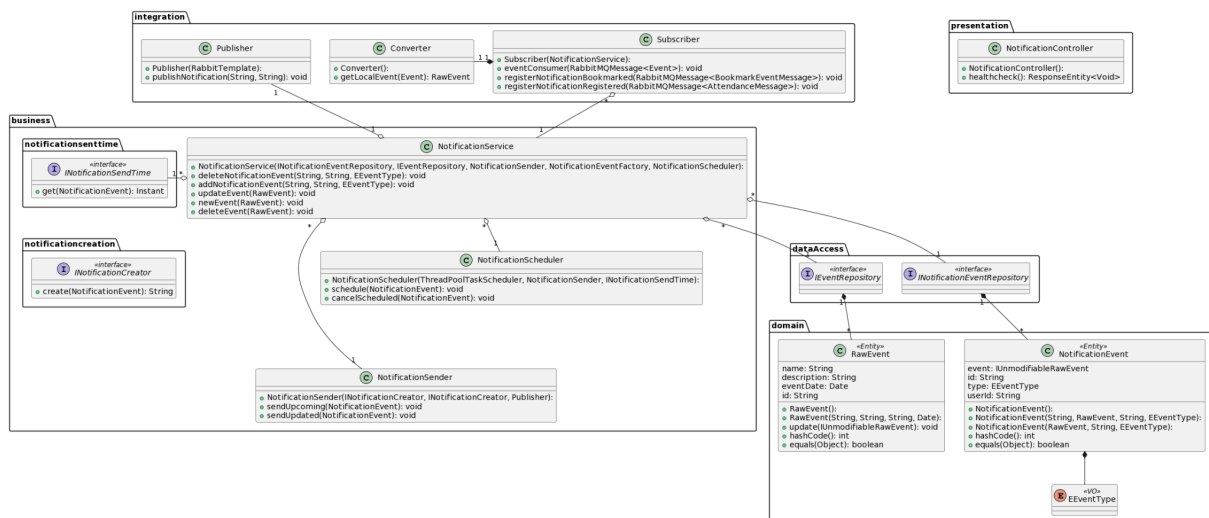 integration
C Publisher
Publisher(RabbitTemplate):
publishNotification(String, String): void
C Converter
Converter():
getLocalEvent(Event): RawEvent
C Subscriber
Subscriber(NotificationService):
eventConsumer(RabbitMQMessage<Event>): void
registerNotificationBookmarked(RabbitMQMessage<BookmarkEventMessage>): void
registerNotificationRegistered(RabbitMQMessage<AttendanceMessage>): void
1 1
presentation
C NotificationController
NotificationController():
healthcheck(): ResponseEntity<Void>
1
*
1
1
business
notificationsenttime
«interface»
I INotificationSendTime
get(NotificationEvent): Instant
1 *
C NotificationService
NotificationService(INotificationEventRepository, IEventRepository, NotificationSender, NotificationEventFactory, NotificationScheduler):
deleteNotificationEvent(String, String, EEventType): void
addNotificationEvent(String, String, EEventType): void
updateEvent(RawEvent): void
newEvent(RawEvent): void
deleteEvent(RawEvent): void
*
*
*
*
notificationcreation
«interface»
I INotificationCreator
create(NotificationEvent): String
1
C NotificationScheduler
NotificationScheduler(ThreadPoolTaskScheduler, NotificationSender, INotificationSendTime):
schedule(NotificationEvent): void
cancelScheduled(NotificationEvent): void
1
C NotificationSender
NotificationSender(INotificationCreator, INotificationCreator, Publisher):
sendUpcoming(NotificationEvent): void
sendUpdated(NotificationEvent): void
dataAccess
1
1
«interface»
I IEventRepository
«interface»
I INotificationEventRepository
1
1
*
*
domain
«Entity»
C RawEvent
name: String
description: String
eventDate: Date
id: String
RawEvent():
RawEvent(String, String, String, Date):
update(IUnmodifiableRawEvent): void
hashCode(): int
equals(Object): boolean
«Entity»
C NotificationEvent
event: IUnmodifiableRawEvent
id: String
type: EEventType
userId: String
NotificationEvent():
NotificationEvent(String, RawEvent, String, EEventType):
NotificationEvent(RawEvent, String, EEventType):
hashCode(): int
equals(Object): boolean
«VO»
E EEventType